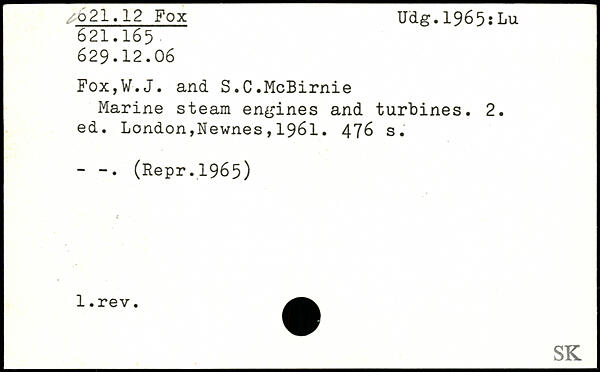 621.12 Fox
Udg.1965:Lu
621.165
629.12.06
Fox,W.J. and S.C.McBirnie
Marine steam engines and turbines. 2.
ed. London,Newnes,1961. 476 s.
- -. (Repr.1965)
1.rev.
SK